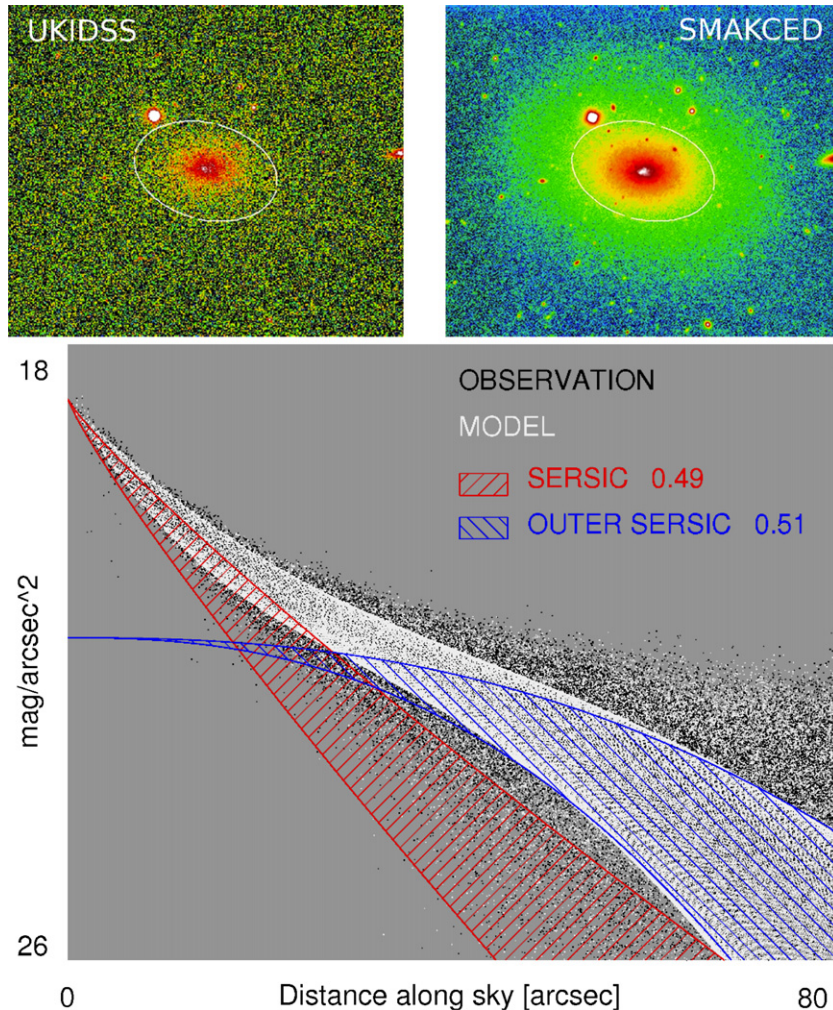 UKIDSS
SMAKCED
18
OBSERVATION
MODEL
SERSIC 0.49
OUTER SERSIC 0.51
mag/arcsec^2
26
0
Distance along sky [arcsec]
80